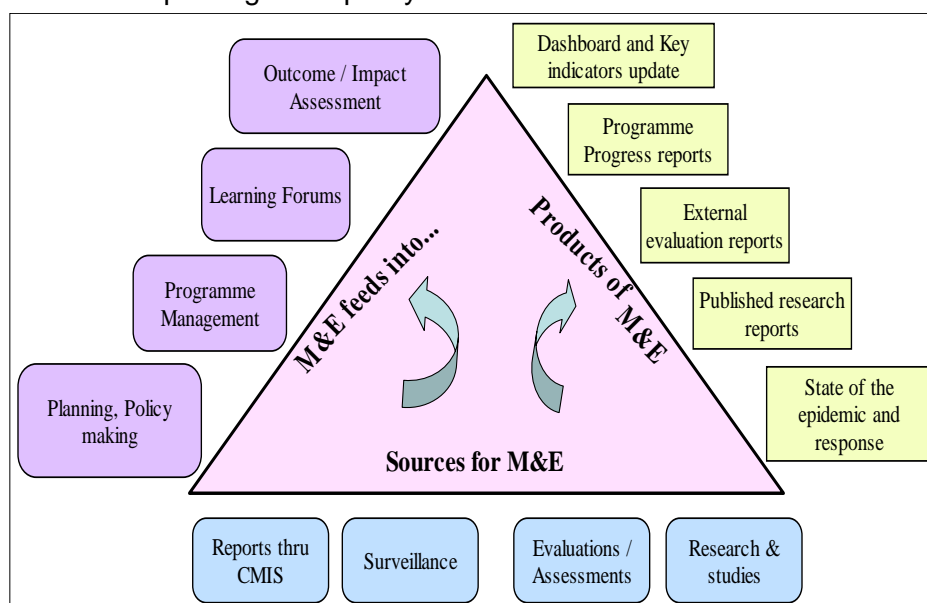 Outcome / Impact
Assessment
Learning Forums
Programme
Management
Planning, Policy
making
M&E feeds into...
Products of M&E
Sources for M&E
Dashboard and Key
indicators update
Programme
Progress reports
External
evaluation reports
Published research
reports
State of the
epidemic and
response
Reports thru
CMIS
Surveillance
Evaluations /
Assessments
Research &
studies